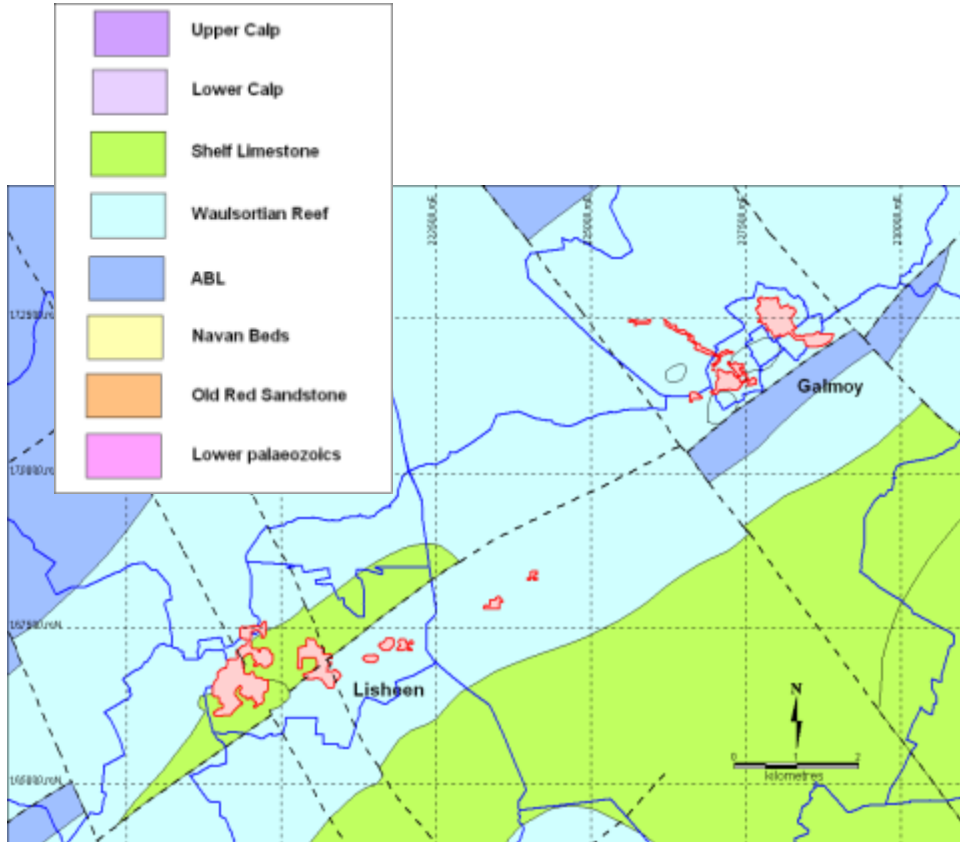 Upper Calp
Lower Calp
Shelf Limestone
Waulsortian Reef
ABL
Navan Beds
Old Red Sandstone
Lower palaeozoics
Galmoy
Lisheen
N
0 1 2
kilometres